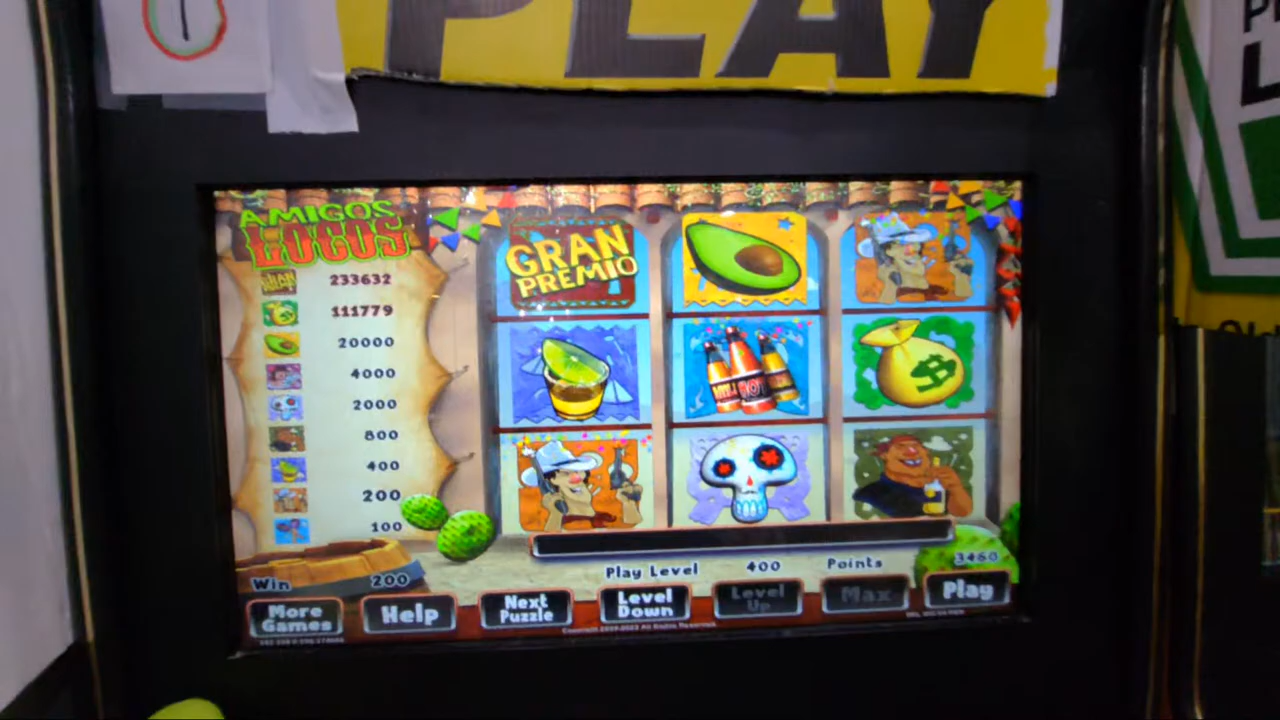 PLAY
AMIGOS
LOCOS
233632
111779
20000
4000
2000
800
400
200
100
GRAN
PREMIO
HOT
Win 200
Play Level 400 Points 3460
More Games
Help
Next Puzzle
Level Down
Level Up
Max
Play